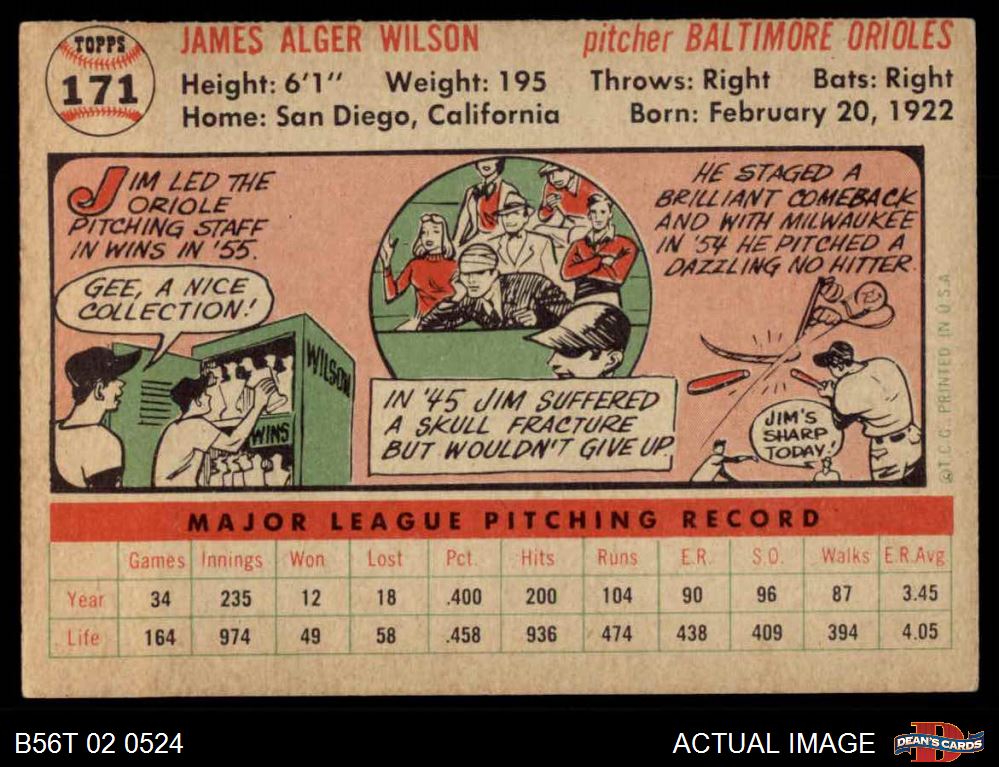 TOPPS
171
JAMES ALGER WILSON
pitcher BALTIMORE ORIOLES
Height: 6'1" Weight: 195 Throws: Right Bats: Right
Home: San Diego, California Born: February 20, 1922
JIM LED THE
ORIOLE
PITCHING STAFF
IN WINS IN '55.
GEE, A NICE
COLLECTION!
WILSON
WINS
IN '45 JIM SUFFERED
A SKULL FRACTURE
BUT WOULDN'T GIVE UP.
HE STAGED A
BRILLIANT COMEBACK
AND WITH MILWAUKEE
IN '54 HE PITCHED A
DAZZLING NO HITTER.
JIM'S
SHARP
TODAY!
©T.C.G. PRINTED IN U.S.A.
MAJOR LEAGUE PITCHING RECORD
Games Innings Won Lost Pct. Hits Runs E.R. S.O. Walks E.R.Avg
Year 34 235 12 18 .400 200 104 90 96 87 3.45
Life 164 974 49 58 .458 936 474 438 409 394 4.05
B56T 02 0524
ACTUAL IMAGE
DEAN'S CARDS